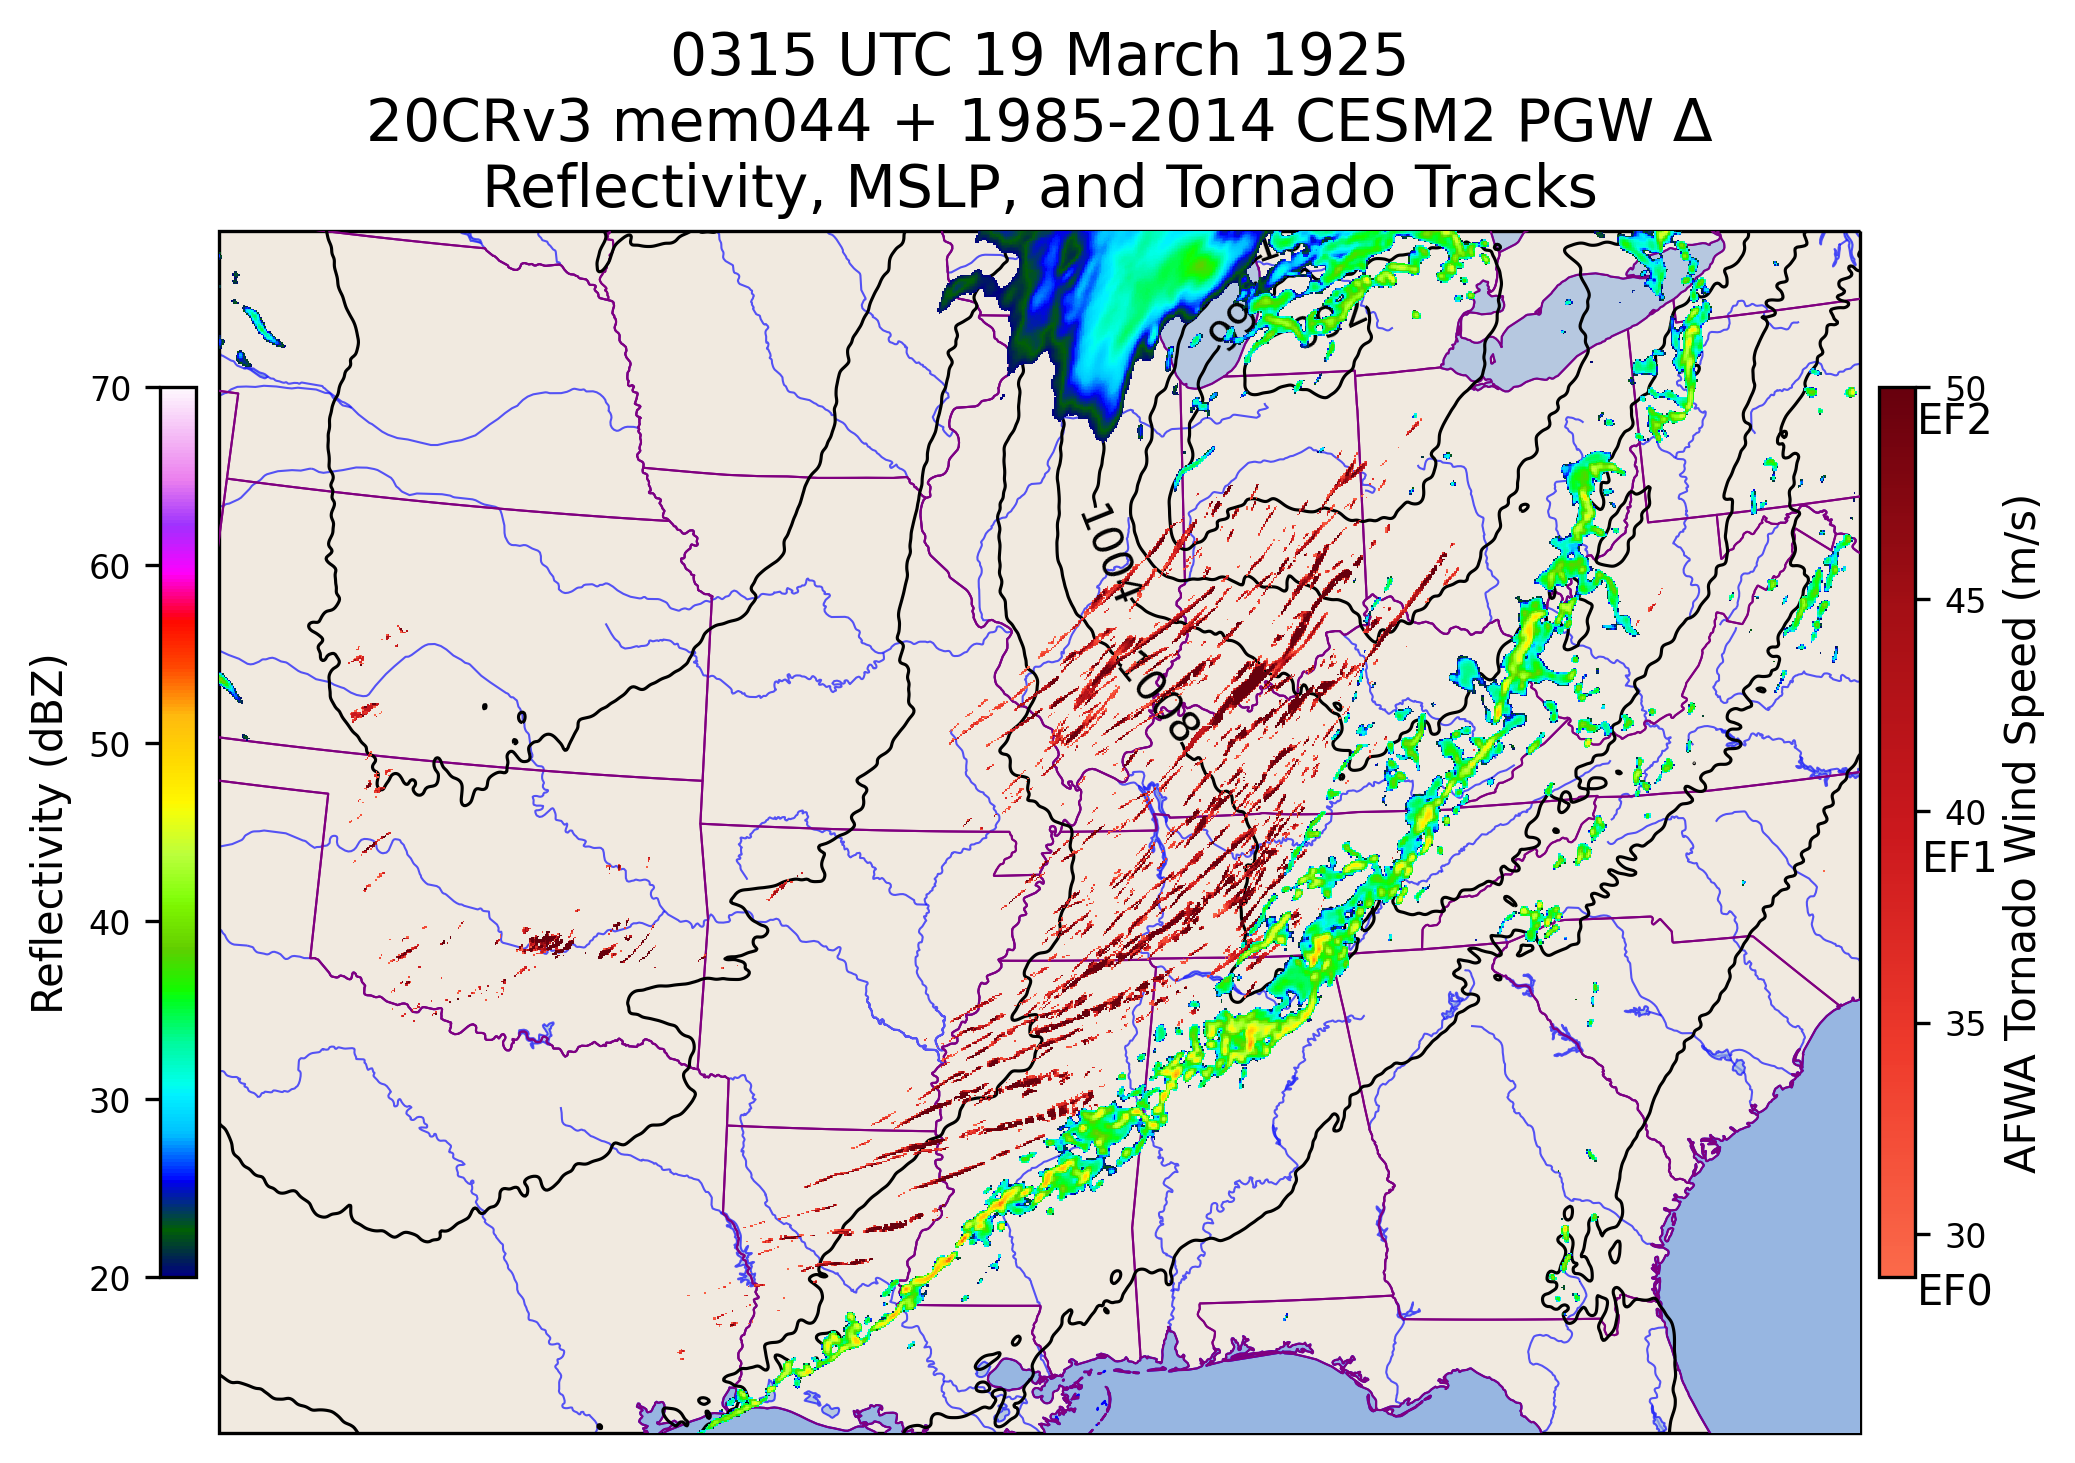 0315 UTC 19 March 1925
20CRv3 mem044 + 1985-2014 CESM2 PGW Δ
Reflectivity, MSLP, and Tornado Tracks
Reflectivity (dBZ)
70
60
50
40
30
20
1004
1008
50
EF2
45
40
EF1
35
30
EF0
AFWA Tornado Wind Speed (m/s)